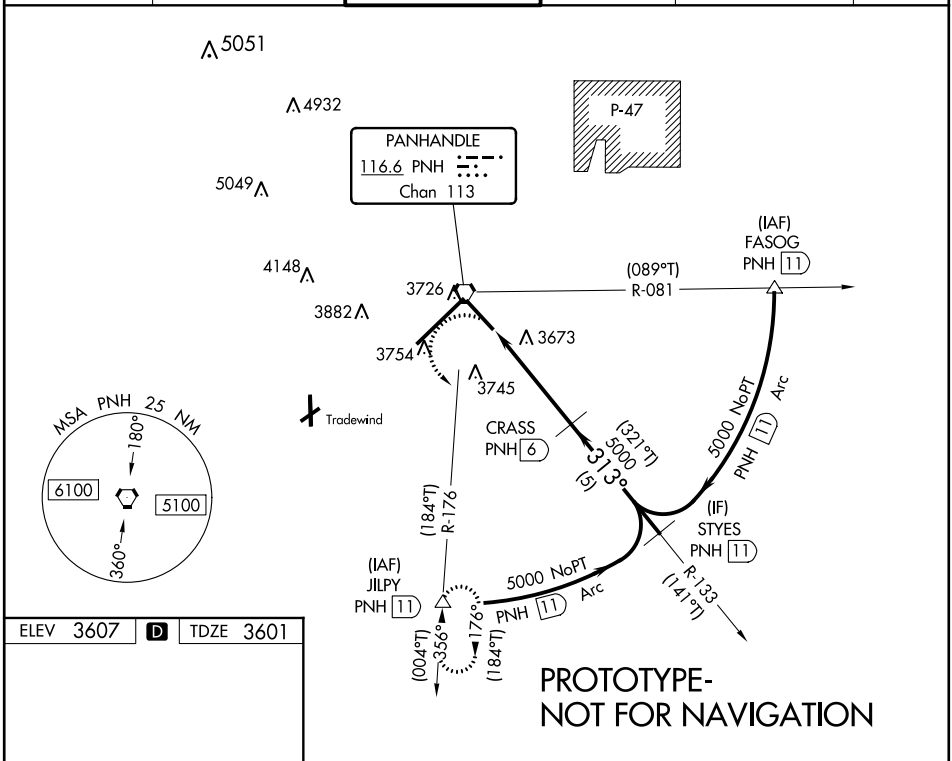 5051
4932
P-47
PANHANDLE
116.6 PNH
Chan 113
5049
(IAF)
FASOG
PNH 11
(089°T)
R-081
4148
3726
3882
3673
3754
3745
Tradewind
MSA PNH 25 NM
180°
6100
5100
360°
CRASS
PNH 6
(321°T)
5000
313°
(5)
5000 NoPT
PNH 11 Arc
(IF)
STYES
PNH 11
R-133
(141°T)
(184°T)
R-176
(IAF)
JILPY
PNH 11
5000 NoPT
PNH 11 Arc
(004°T)
356°
176°
(184°T)
ELEV 3607 D TDZE 3601
PROTOTYPE-
NOT FOR NAVIGATION